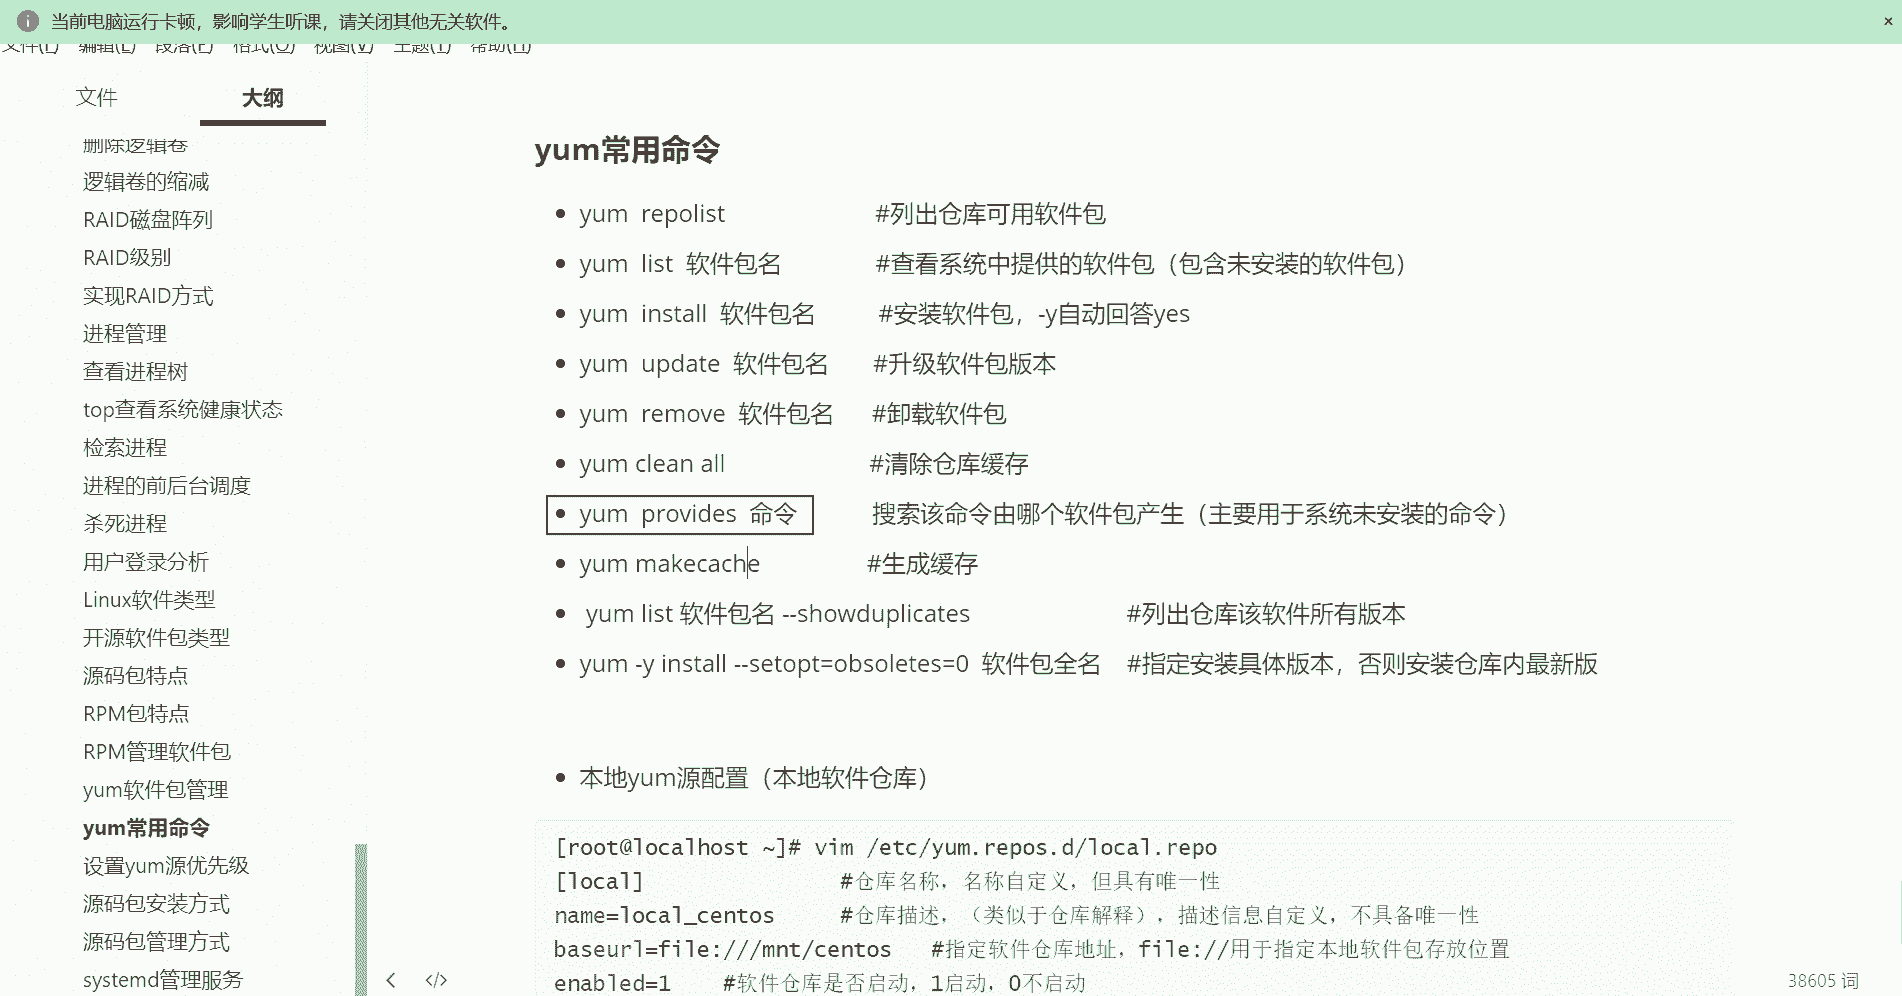 当前电脑运行卡顿，影响学生听课，请关闭其他无关软件。
文件(F) 编辑(E) 段落(P) 格式(O) 视图(V) 主题(T) 帮助(H)
文件 大纲
删除逻辑卷
逻辑卷的缩减
RAID磁盘阵列
RAID级别
实现RAID方式
进程管理
查看进程树
top查看系统健康状态
检索进程
进程的前后台调度
杀死进程
用户登录分析
Linux软件类型
开源软件包类型
源码包特点
RPM包特点
RPM管理软件包
yum软件包管理
yum常用命令
设置yum源优先级
源码包安装方式
源码包管理方式
systemd管理服务
yum常用命令
yum repolist #列出仓库可用软件包
yum list 软件包名 #查看系统中提供的软件包（包含未安装的软件包）
yum install 软件包名 #安装软件包，-y自动回答yes
yum update 软件包名 #升级软件包版本
yum remove 软件包名 #卸载软件包
yum clean all #清除仓库缓存
yum provides 命令 搜索该命令由哪个软件包产生（主要用于系统未安装的命令）
yum makecache #生成缓存
yum list 软件包名 --showduplicates #列出仓库该软件所有版本
yum -y install --setopt=obsoletes=0 软件包全名 #指定安装具体版本，否则安装仓库内最新版
本地yum源配置（本地软件仓库）
[root@localhost ~]# vim /etc/yum.repos.d/local.repo
[local] #仓库名称，名称自定义，但具有唯一性
name=local_centos #仓库描述，（类似于仓库解释），描述信息自定义，不具备唯一性
baseurl=file:///mnt/centos #指定软件仓库地址，file://用于指定本地软件包存放位置
enabled=1 #软件仓库是否启动，1启动，0不启动
38605 词